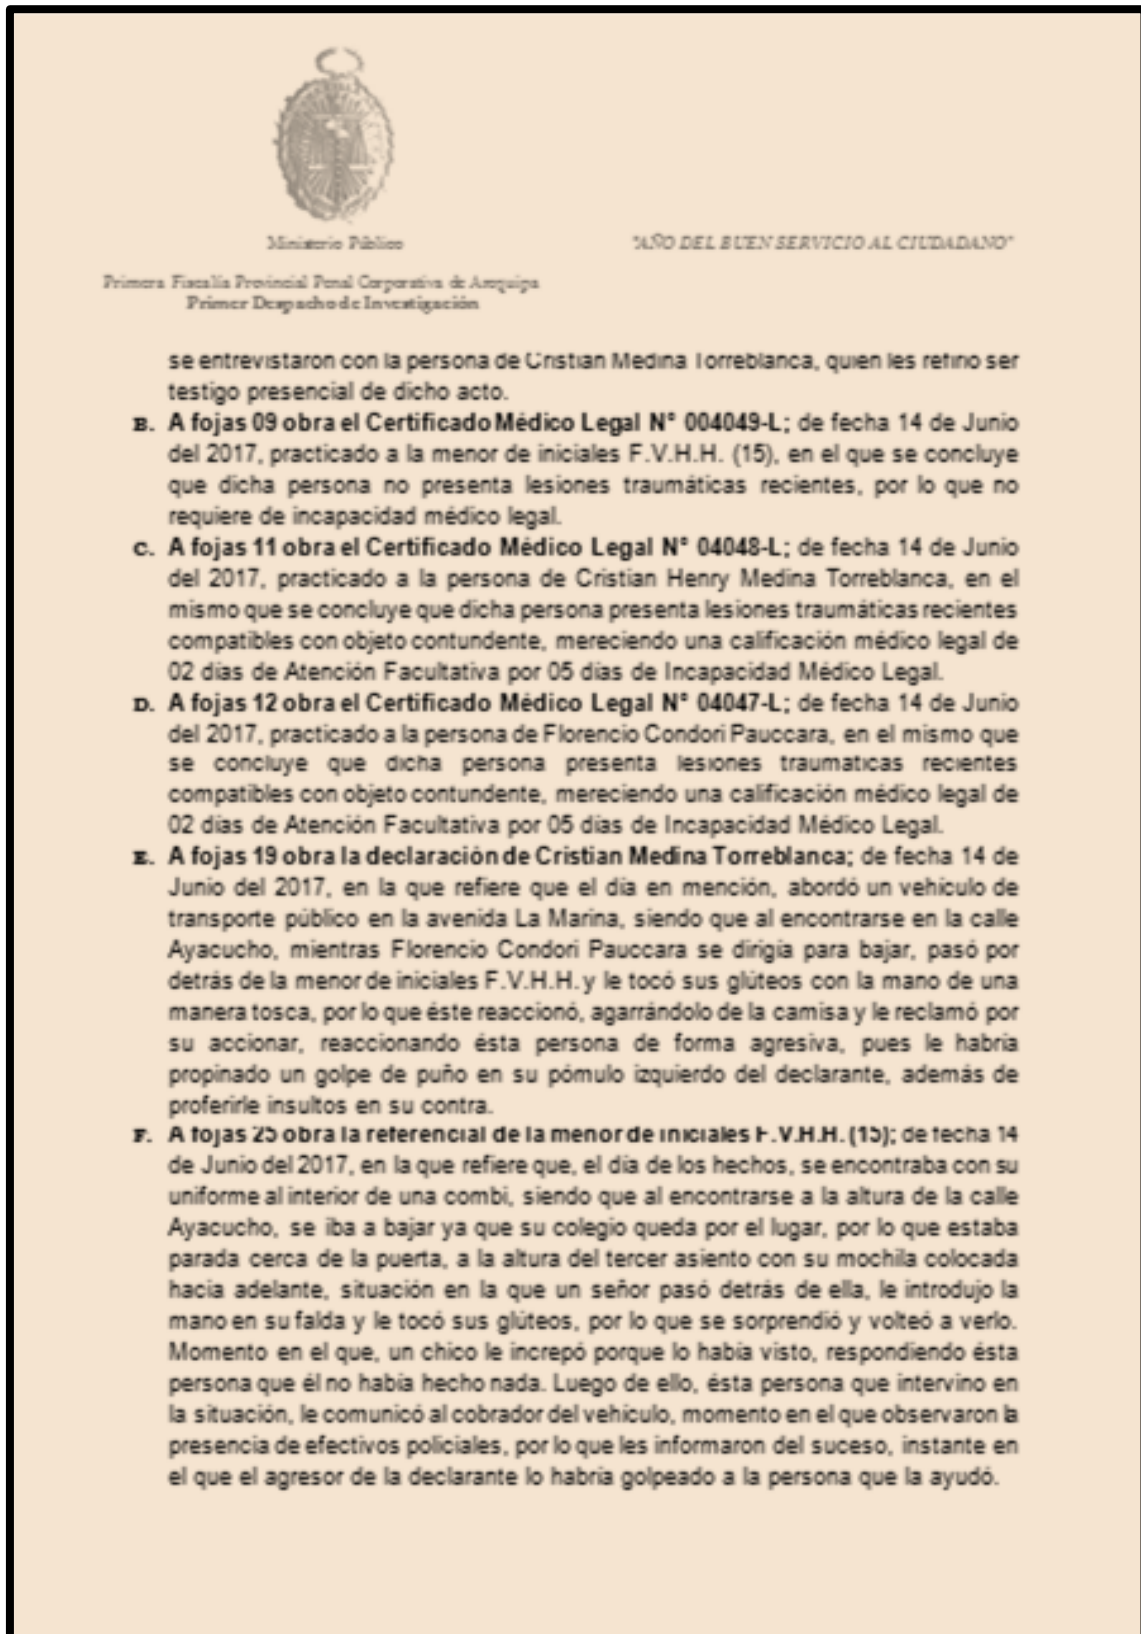 Ministerio Público
"AÑO DEL BUEN SERVICIO AL CIUDADANO"
Primera Fiscalía Provincial Penal Corporativa de Arequipa
Primer Despacho de Investigación
se entrevistaron con la persona de Cristian Medina Torreblanca, quien les refirió ser
testigo presencial de dicho acto.
B. A fojas 09 obra el Certificado Médico Legal N° 004049-L; de fecha 14 de Junio
del 2017, practicado a la menor de iniciales F.V.H.H. (15), en el que se concluye
que dicha persona no presenta lesiones traumáticas recientes, por lo que no
requiere de incapacidad médico legal.
C. A fojas 11 obra el Certificado Médico Legal N° 04048-L; de fecha 14 de Junio
del 2017, practicado a la persona de Cristian Henry Medina Torreblanca, en el
mismo que se concluye que dicha persona presenta lesiones traumáticas recientes
compatibles con objeto contundente, mereciendo una calificación médico legal de
02 días de Atención Facultativa por 05 días de Incapacidad Médico Legal.
D. A fojas 12 obra el Certificado Médico Legal N° 04047-L; de fecha 14 de Junio
del 2017, practicado a la persona de Florencio Condori Pauccara, en el mismo que
se concluye que dicha persona presenta lesiones traumáticas recientes
compatibles con objeto contundente, mereciendo una calificación médico legal de
02 días de Atención Facultativa por 05 días de Incapacidad Médico Legal.
E. A fojas 19 obra la declaración de Cristian Medina Torreblanca; de fecha 14 de
Junio del 2017, en la que refiere que el día en mención, abordó un vehículo de
transporte público en la avenida La Marina, siendo que al encontrarse en la calle
Ayacucho, mientras Florencio Condori Pauccara se dirigía para bajar, pasó por
detrás de la menor de iniciales F.V.H.H. y le tocó sus glúteos con la mano de una
manera tosca, por lo que éste reaccionó, agarrándolo de la camisa y le reclamó por
su accionar, reaccionando ésta persona de forma agresiva, pues le habría
propinado un golpe de puño en su pómulo izquierdo del declarante, además de
proferirle insultos en su contra.
F. A fojas 25 obra la referencial de la menor de iniciales F.V.H.H. (15); de fecha 14
de Junio del 2017, en la que refiere que, el día de los hechos, se encontraba con su
uniforme al interior de una combi, siendo que al encontrarse a la altura de la calle
Ayacucho, se iba a bajar ya que su colegio queda por el lugar, por lo que estaba
parada cerca de la puerta, a la altura del tercer asiento con su mochila colocada
hacia adelante, situación en la que un señor pasó detrás de ella, le introdujo la
mano en su falda y le tocó sus glúteos, por lo que se sorprendió y volteó a verlo.
Momento en el que, un chico le increpó porque lo había visto, respondiendo ésta
persona que él no había hecho nada. Luego de ello, ésta persona que intervino en
la situación, le comunicó al cobrador del vehículo, momento en el que observaron la
presencia de efectivos policiales, por lo que les informaron del suceso, instante en
el que el agresor de la declarante lo habría golpeado a la persona que la ayudó.